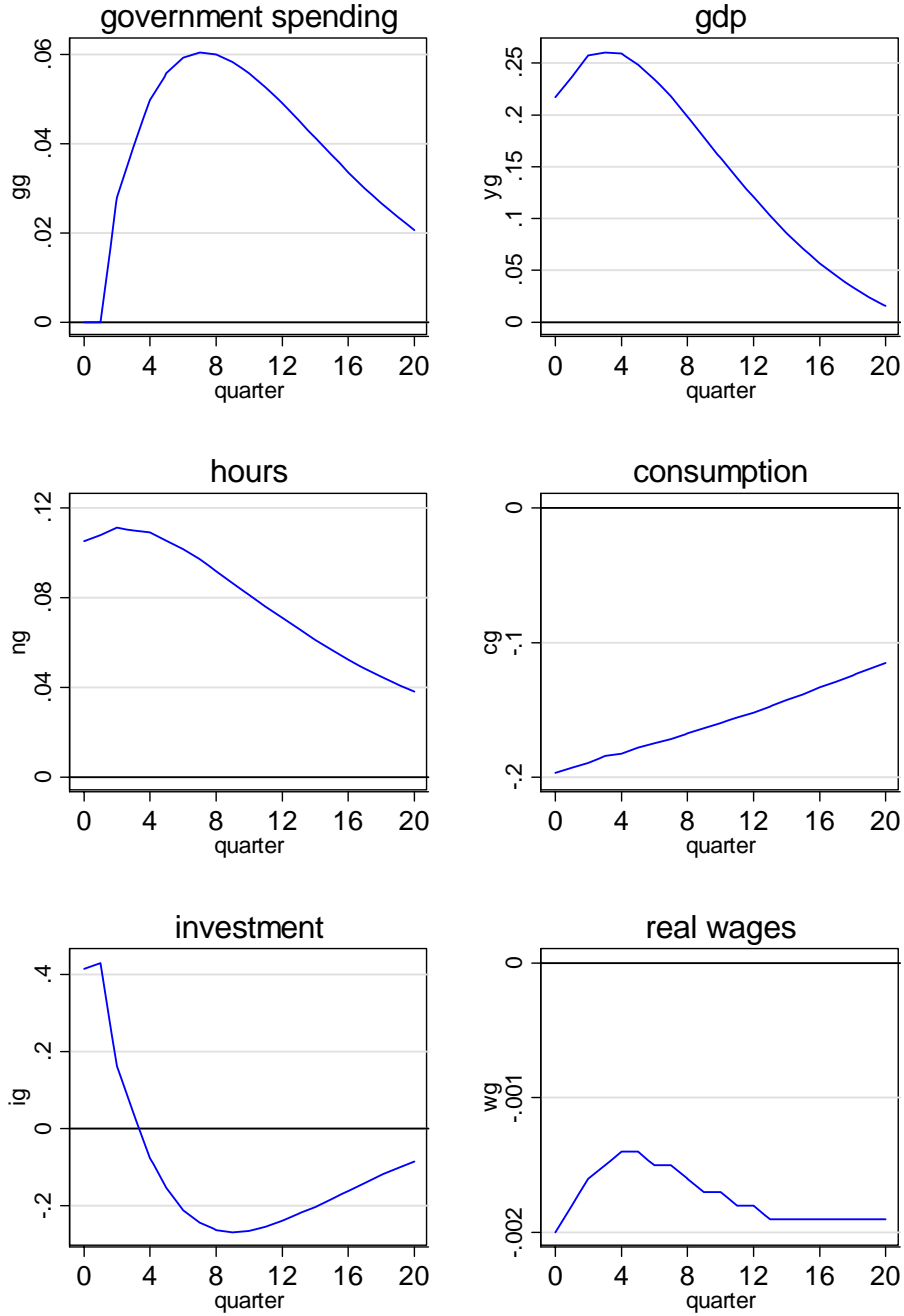 government spending
gg
.06
.04
.02
0
0 4 8 12 16 20
quarter
gdp
yg
.25
.2
.15
.1
.05
0
0 4 8 12 16 20
quarter
hours
ng
.12
.08
.04
0
0 4 8 12 16 20
quarter
consumption
cg
0
-.1
-.2
0 4 8 12 16 20
quarter
investment
ig
.4
.2
0
-.2
0 4 8 12 16 20
quarter
real wages
wg
0
-.001
-.002
0 4 8 12 16 20
quarter